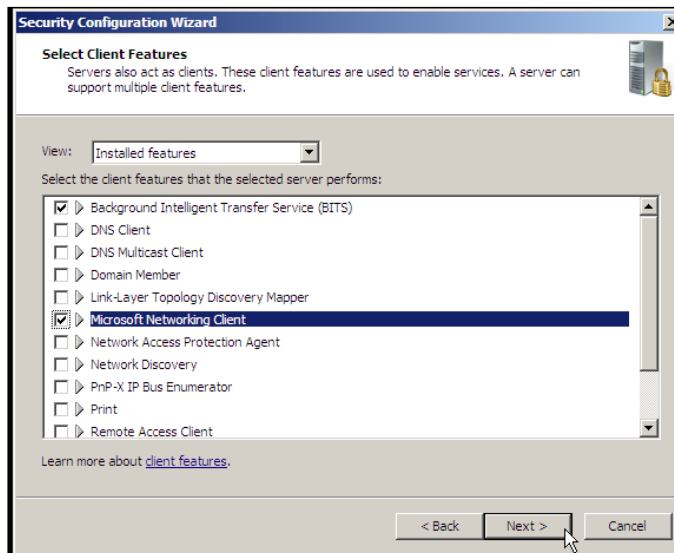 Security Configuration Wizard
Select Client Features
Servers also act as clients. These client features are used to enable services. A server can
support multiple client features.
View: Installed features
Select the client features that the selected server performs:
Background Intelligent Transfer Service (BITS)
DNS Client
DNS Multicast Client
Domain Member
Link-Layer Topology Discovery Mapper
Microsoft Networking Client
Network Access Protection Agent
Network Discovery
PnP-X IP Bus Enumerator
Print
Remote Access Client
Learn more about client features.
< Back Next > Cancel